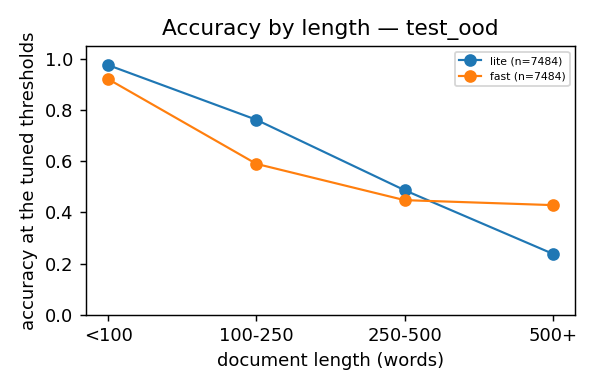 Accuracy by length — test_ood
accuracy at the tuned thresholds
1.0
0.8
0.6
0.4
0.2
0.0
lite (n=7484)
fast (n=7484)
<100
100-250
250-500
500+
document length (words)